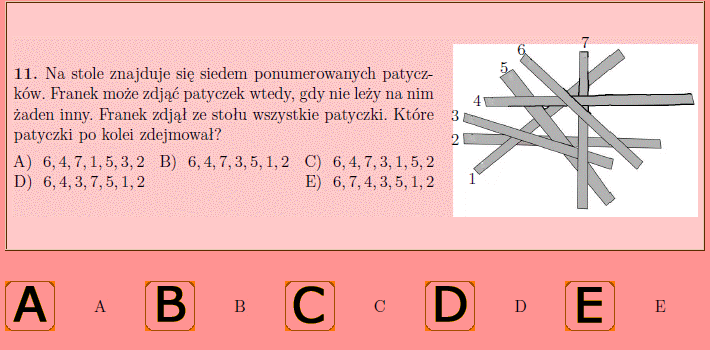 11. Na stole znajduje się siedem ponumerowanych patycz-
ków. Franek może zdjąć patyczek wtedy, gdy nie leży na nim
żaden inny. Franek zdjął ze stołu wszystkie patyczki. Które
patyczki po kolei zdejmował?
A) 6, 4, 7, 1, 5, 3, 2 B) 6, 4, 7, 3, 5, 1, 2 C) 6, 4, 7, 3, 1, 5, 2
D) 6, 4, 3, 7, 5, 1, 2 E) 6, 7, 4, 3, 5, 1, 2
7
6
5
4
3
2
1
A A B B C C D D E E